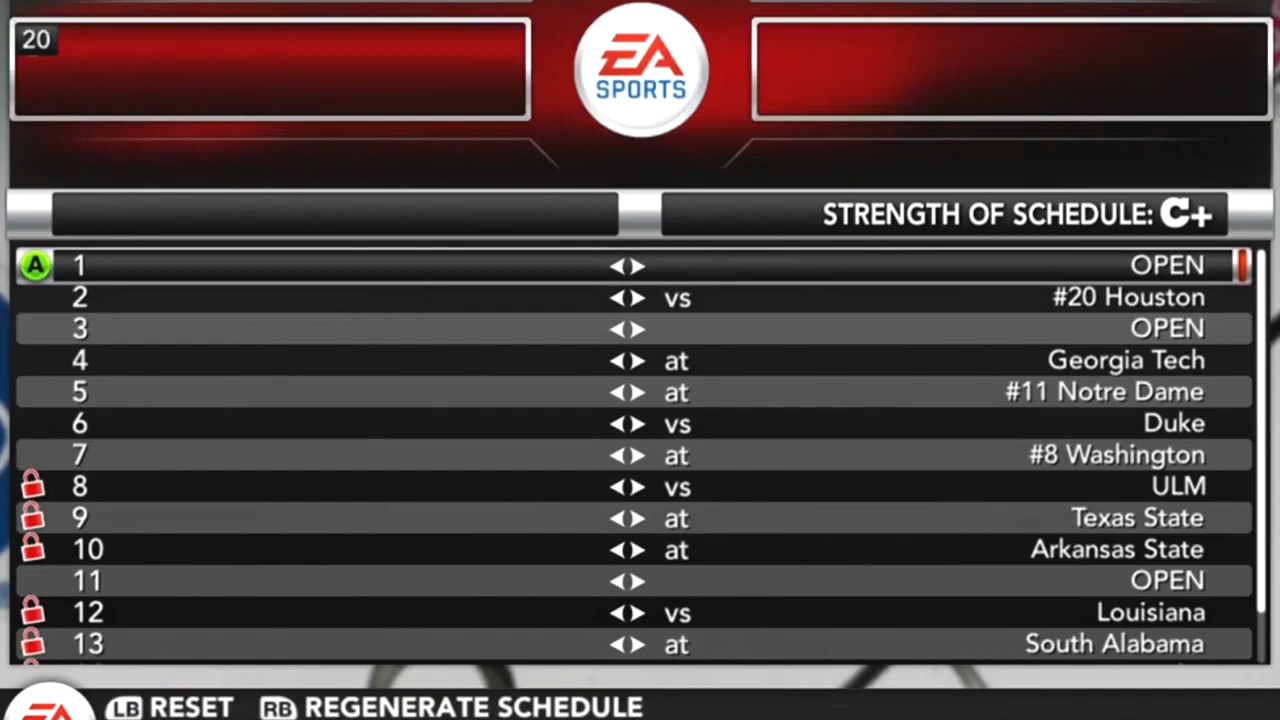 20
EA
SPORTS
STRENGTH OF SCHEDULE: C+
A 1 OPEN
2 vs #20 Houston
3 OPEN
4 at Georgia Tech
5 at #11 Notre Dame
6 vs Duke
7 at #8 Washington
8 vs ULM
9 at Texas State
10 at Arkansas State
11 OPEN
12 vs Louisiana
13 at South Alabama
EA LB RESET RB REGENERATE SCHEDULE